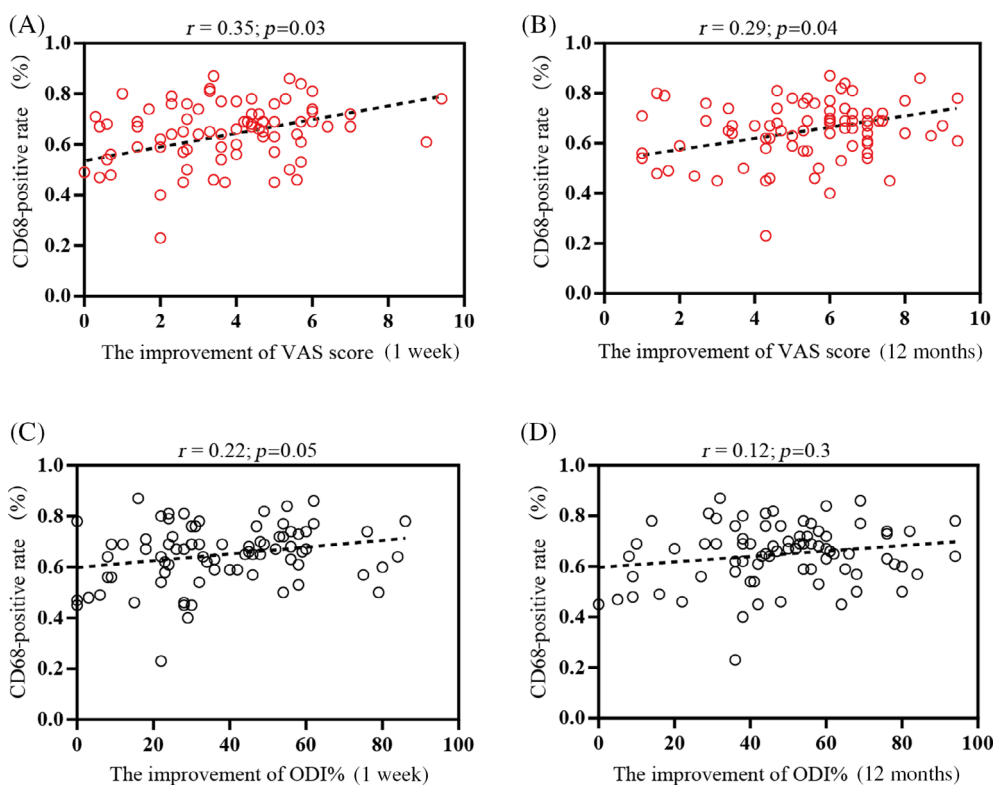 (A)
r = 0.35; p=0.03
CD68-positive rate (%)
1.0
0.8
0.6
0.4
0.2
0.0
0 2 4 6 8 10
The improvement of VAS score (1 week)
(B)
r = 0.29; p=0.04
CD68-positive rate (%)
1.0
0.8
0.6
0.4
0.2
0.0
2 4 6 8 10
The improvement of VAS score (12 months)
(C)
r = 0.22; p=0.05
CD68-positive rate (%)
1.0
0.8
0.6
0.4
0.2
0.0
0 20 40 60 80 100
The improvement of ODI% (1 week)
(D)
r = 0.12; p=0.3
CD68-positive rate (%)
1.0
0.8
0.6
0.4
0.2
0.0
0 20 40 60 80 100
The improvement of ODI% (12 months)